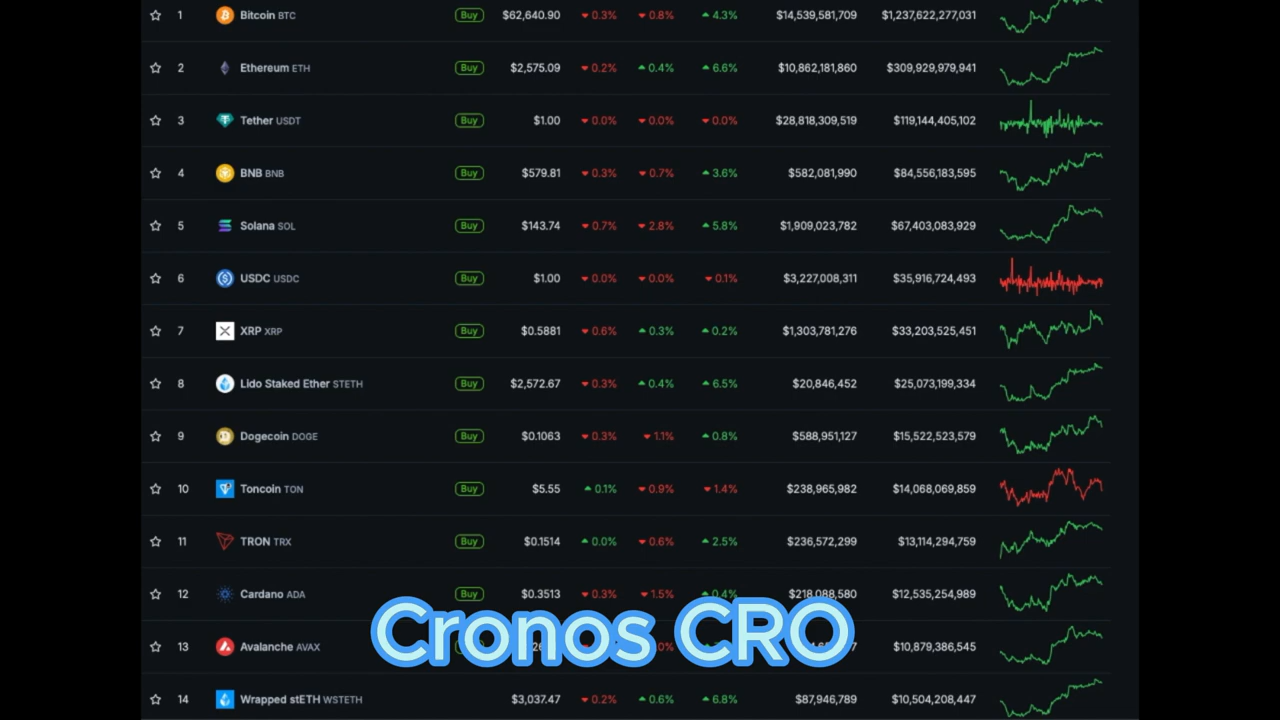 1 Bitcoin BTC Buy $62,640.90 0.3% 0.8% 4.3% $14,539,581,709 $1,237,622,277,031
2 Ethereum ETH Buy $2,575.09 0.2% 0.4% 6.6% $10,862,181,860 $309,929,979,941
3 Tether USDT Buy $1.00 0.0% 0.0% 0.0% $28,818,309,519 $119,144,405,102
4 BNB BNB Buy $579.81 0.3% 0.7% 3.6% $582,081,990 $84,556,183,595
5 Solana SOL Buy $143.74 0.7% 2.8% 5.8% $1,909,023,782 $67,403,083,929
6 USDC USDC Buy $1.00 0.0% 0.0% 0.1% $3,227,008,311 $35,916,724,493
7 XRP XRP Buy $0.5881 0.6% 0.3% 0.2% $1,303,781,276 $33,203,525,451
8 Lido Staked Ether STETH Buy $2,572.67 0.3% 0.4% 6.5% $20,846,452 $25,073,199,334
9 Dogecoin DOGE Buy $0.1063 0.3% 1.1% 0.8% $588,951,127 $15,522,523,579
10 Toncoin TON Buy $5.55 0.1% 0.9% 1.4% $238,965,982 $14,068,069,859
11 TRON TRX Buy $0.1514 0.0% 0.6% 2.5% $236,572,299 $13,114,294,759
12 Cardano ADA Buy $0.3513 0.3% 1.5% 0.4% $218,088,580 $12,535,254,989
Cronos CRO
13 Avalanche AVAX $10,879,386,545
14 Wrapped stETH WSTETH $3,037.47 0.2% 0.6% 6.8% $87,946,789 $10,504,208,447